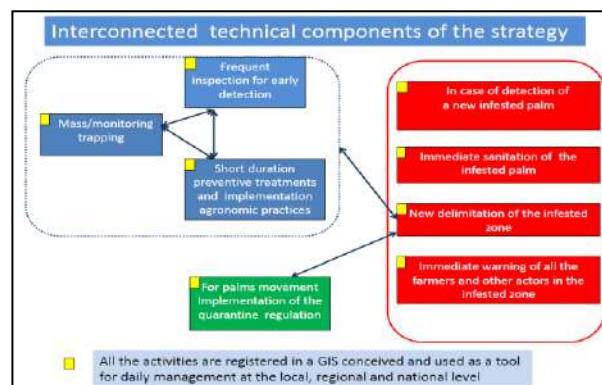 Interconnected technical components of the strategy
Frequent
inspection for early
detection
Mass/monitoring
trapping
Short duration
preventive treatments
and implementation
agronomic practices
In case of detection of
a new infested palm
Immediate sanitation of the
infested palm
New delimitation of the infested
zone
Immediate warning of all the
farmers and other actors in the
infested zone
For palms movement
Implementation of the
quarantine regulation
All the activities are registered in a GIS conceived and used as a tool
for daily management at the local, regional and national level